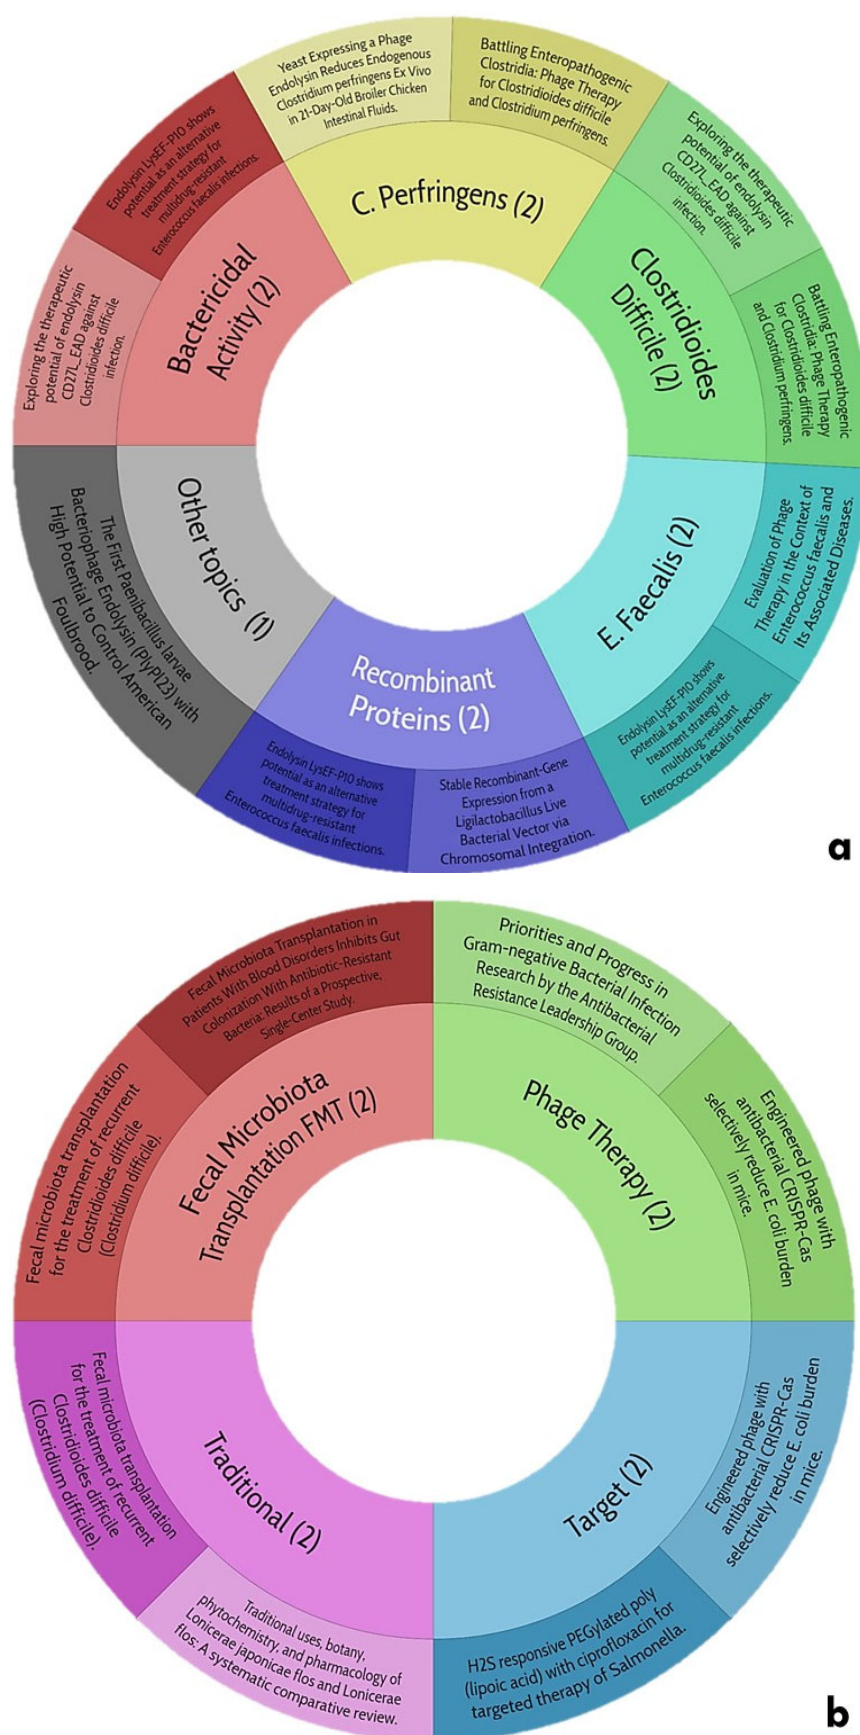 Yeast Expressing a Phage
Endolysin Reduces Endogenous
Clostridium perfringens Ex Vivo
in 21-Day-Old Broiler Chicken
Intestinal Fluids.
Battling Enteropathogenic
Clostridia: Phage Therapy
for Clostridioides difficile
and Clostridium perfringens.
C. Perfringens (2)
Exploring the therapeutic
potential of endolysin
CD27L_EAD against
Clostridioides difficile
infection.
Battling Enteropathogenic
Clostridia: Phage Therapy
for Clostridioides difficile
and Clostridium perfringens.
Clostridioides
Difficile (2)
Evaluation of Phage
Therapy in the Context of
Enterococcus faecalis and
Its Associated Diseases.
Endolysin LysEF-P10 shows
potential as an alternative
treatment strategy for
multidrug-resistant
Enterococcus faecalis infections.
E. Faecalis (2)
Stable Recombinant-Gene
Expression from a
Ligilactobacillus Live
Bacterial Vector via
Chromosomal Integration.
Endolysin LysEF-P10 shows
potential as an alternative
treatment strategy for
multidrug-resistant
Enterococcus faecalis infections.
Recombinant
Proteins (2)
The First Paenibacillus larvae
Bacteriophage Endolysin (PlyPl23) with
High Potential to Control American
Foulbrood.
Other topics (1)
Exploring the therapeutic
potential of endolysin
CD27L_EAD against
Clostridioides difficile
infection.
Endolysin LysEF-P10 shows
potential as an alternative
treatment strategy for
multidrug-resistant
Enterococcus faecalis infections.
Bactericidal
Activity (2)
a
Fecal Microbiota Transplantation in
Patients With Blood Disorders Inhibits Gut
Colonization With Antibiotic-Resistant
Bacteria: Results of a Prospective,
Single-Center Study.
Fecal microbiota transplantation
for the treatment of recurrent
Clostridioides difficile
(Clostridium difficile).
Fecal Microbiota
Transplantation FMT (2)
Priorities and Progress in
Gram-negative Bacterial Infection
Research by the Antibacterial
Resistance Leadership Group.
Engineered phage with
antibacterial CRISPR-Cas
selectively reduce E. coli burden
in mice.
Phage Therapy (2)
Engineered phage with
antibacterial CRISPR-Cas
selectively reduce E. coli burden
in mice.
H2S responsive PEGylated poly
(lipoic acid) with ciprofloxacin for
targeted therapy of Salmonella.
Target (2)
Fecal microbiota transplantation
for the treatment of recurrent
Clostridioides difficile
(Clostridium difficile).
Traditional uses, botany,
phytochemistry, and pharmacology of
Lonicerae japonicae flos and Lonicerae
flos: A systematic comparative review.
Traditional (2)
b